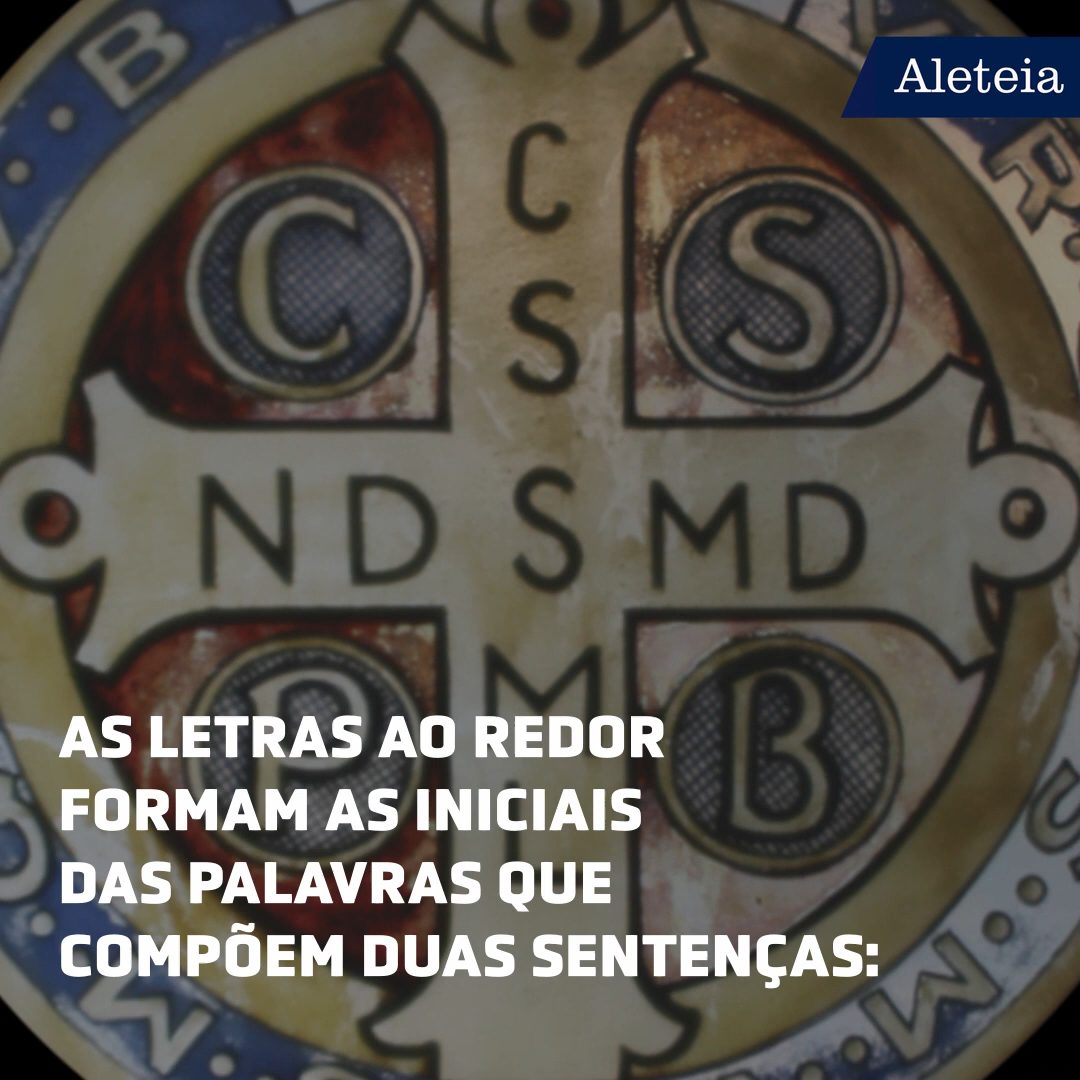 Aleteia
B
V
R
C
S
C
S
N D S M D
P
M
B
AS LETRAS AO REDOR
FORMAM AS INICIAIS
DAS PALAVRAS QUE
COMPÕEM DUAS SENTENÇAS:
S
M
M